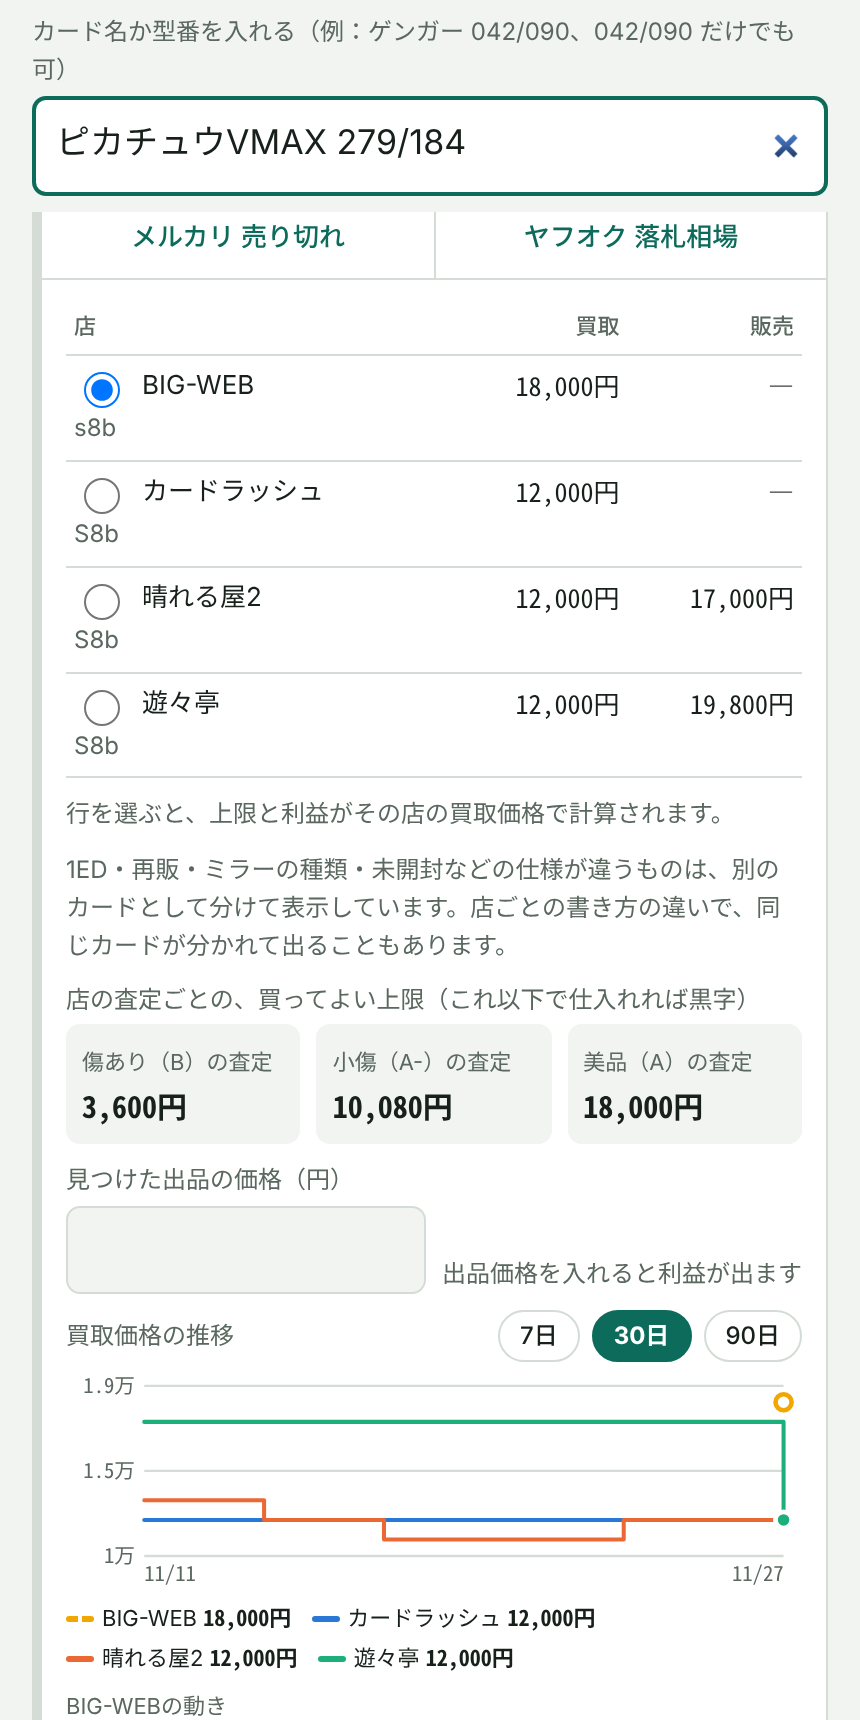 カード名か型番を入れる（例：ゲンガー 042/090、042/090 だけでも
可）
ピカチュウVMAX 279/184
メルカリ 売り切れ
ヤフオク 落札相場
店 買取 販売
BIG-WEB 18,000円 —
s8b
カードラッシュ 12,000円 —
S8b
晴れる屋2 12,000円 17,000円
S8b
遊々亭 12,000円 19,800円
S8b
行を選ぶと、上限と利益がその店の買取価格で計算されます。
1ED・再販・ミラーの種類・未開封などの仕様が違うものは、別の
カードとして分けて表示しています。店ごとの書き方の違いで、同
じカードが分かれて出ることもあります。
店の査定ごとの、買ってよい上限（これ以下で仕入れれば黒字）
傷あり（B）の査定
3,600円
小傷（A-）の査定
10,080円
美品（A）の査定
18,000円
見つけた出品の価格（円）
出品価格を入れると利益が出ます
買取価格の推移 7日 30日 90日
1.9万
1.5万
1万
11/11 11/27
BIG-WEB 18,000円 カードラッシュ 12,000円
晴れる屋2 12,000円 遊々亭 12,000円
BIG-WEBの動き